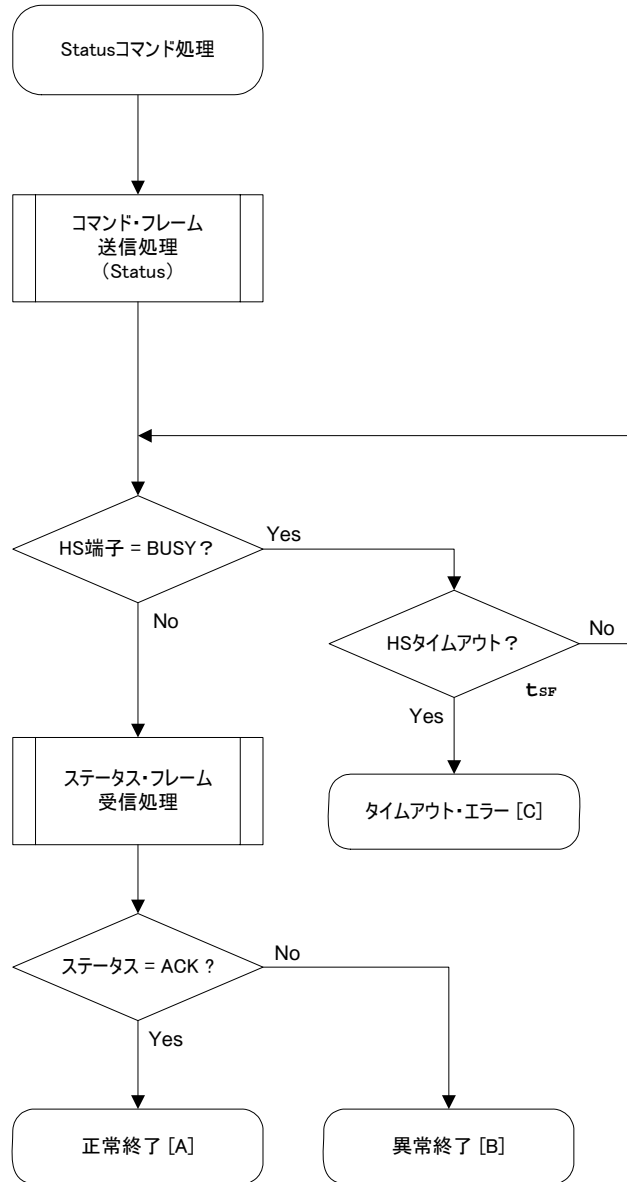 Statusコマンド処理
コマンド・フレーム
送信処理
（Status）
HS端子 = BUSY？
Yes
No
HSタイムアウト？
No
tSF
Yes
ステータス・フレーム
受信処理
タイムアウト・エラー [C]
ステータス = ACK ?
No
Yes
正常終了 [A]
異常終了 [B]